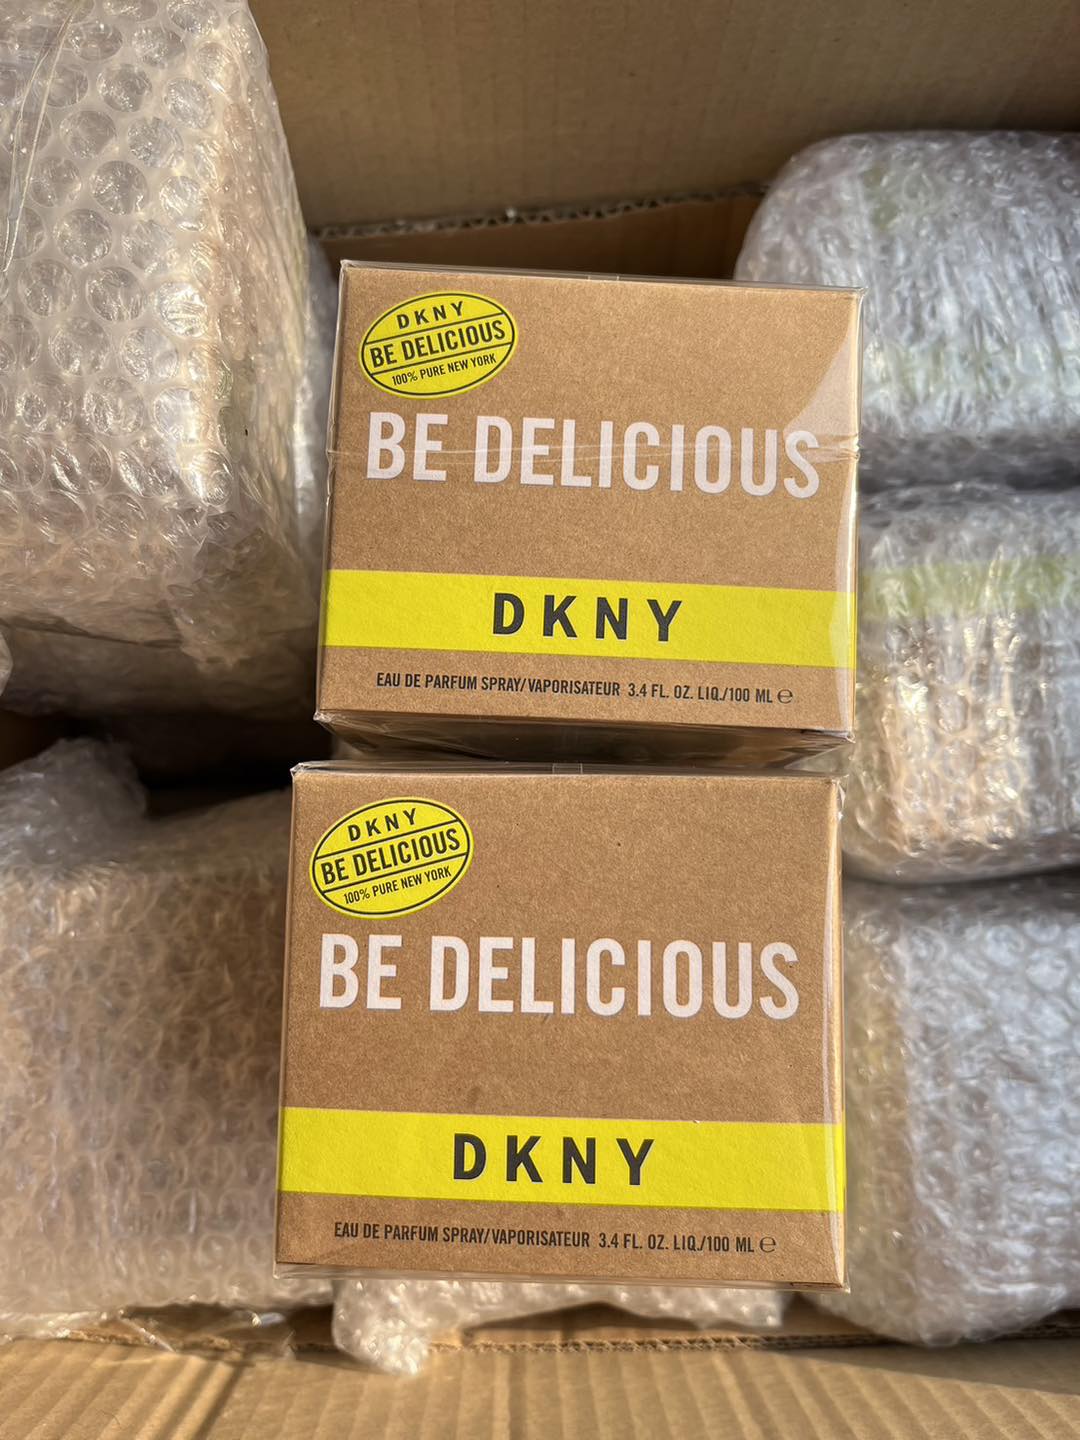 DKNY
BE DELICIOUS
100% PURE NEW YORK
BE DELICIOUS
DKNY
EAU DE PARFUM SPRAY/VAPORISATEUR 3.4 FL. OZ. LIQ./100 ML ℮
DKNY
BE DELICIOUS
100% PURE NEW YORK
BE DELICIOUS
DKNY
EAU DE PARFUM SPRAY/VAPORISATEUR 3.4 FL. OZ. LIQ./100 ML ℮